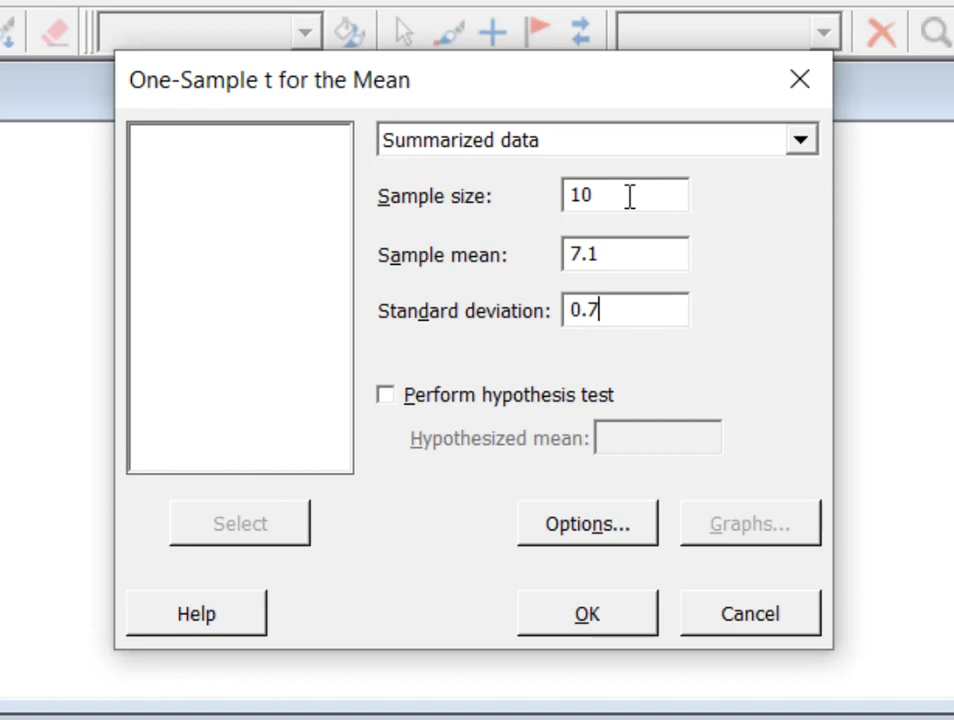 One-Sample t for the Mean
Summarized data
Sample size: 10
Sample mean: 7.1
Standard deviation: 0.7
Perform hypothesis test
Hypothesized mean:
Select
Options...
Graphs...
Help
OK
Cancel